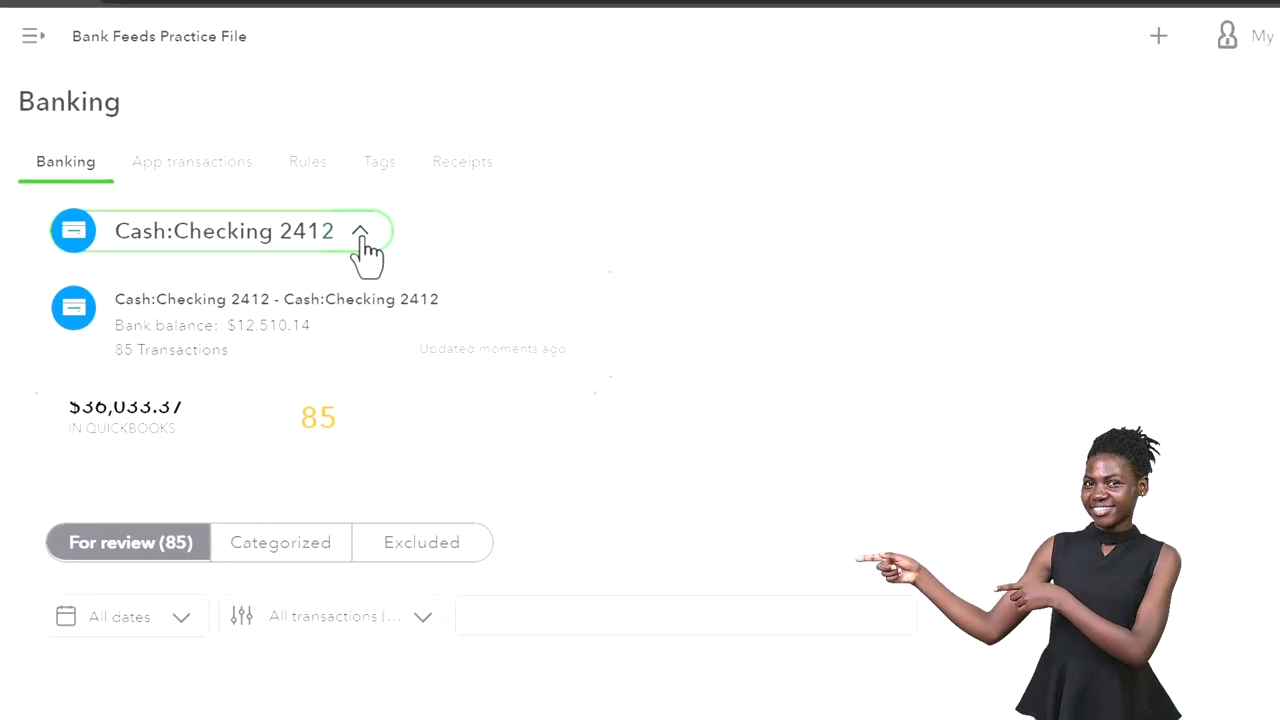 Bank Feeds Practice File
My
Banking
Banking App transactions Rules Tags Receipts
Cash:Checking 2412
Cash:Checking 2412 - Cash:Checking 2412
Bank balance: $12,510.14
85 Transactions Updated moments ago
$36,033.37 85
IN QUICKBOOKS
For review (85) Categorized Excluded
All dates All transactions (...